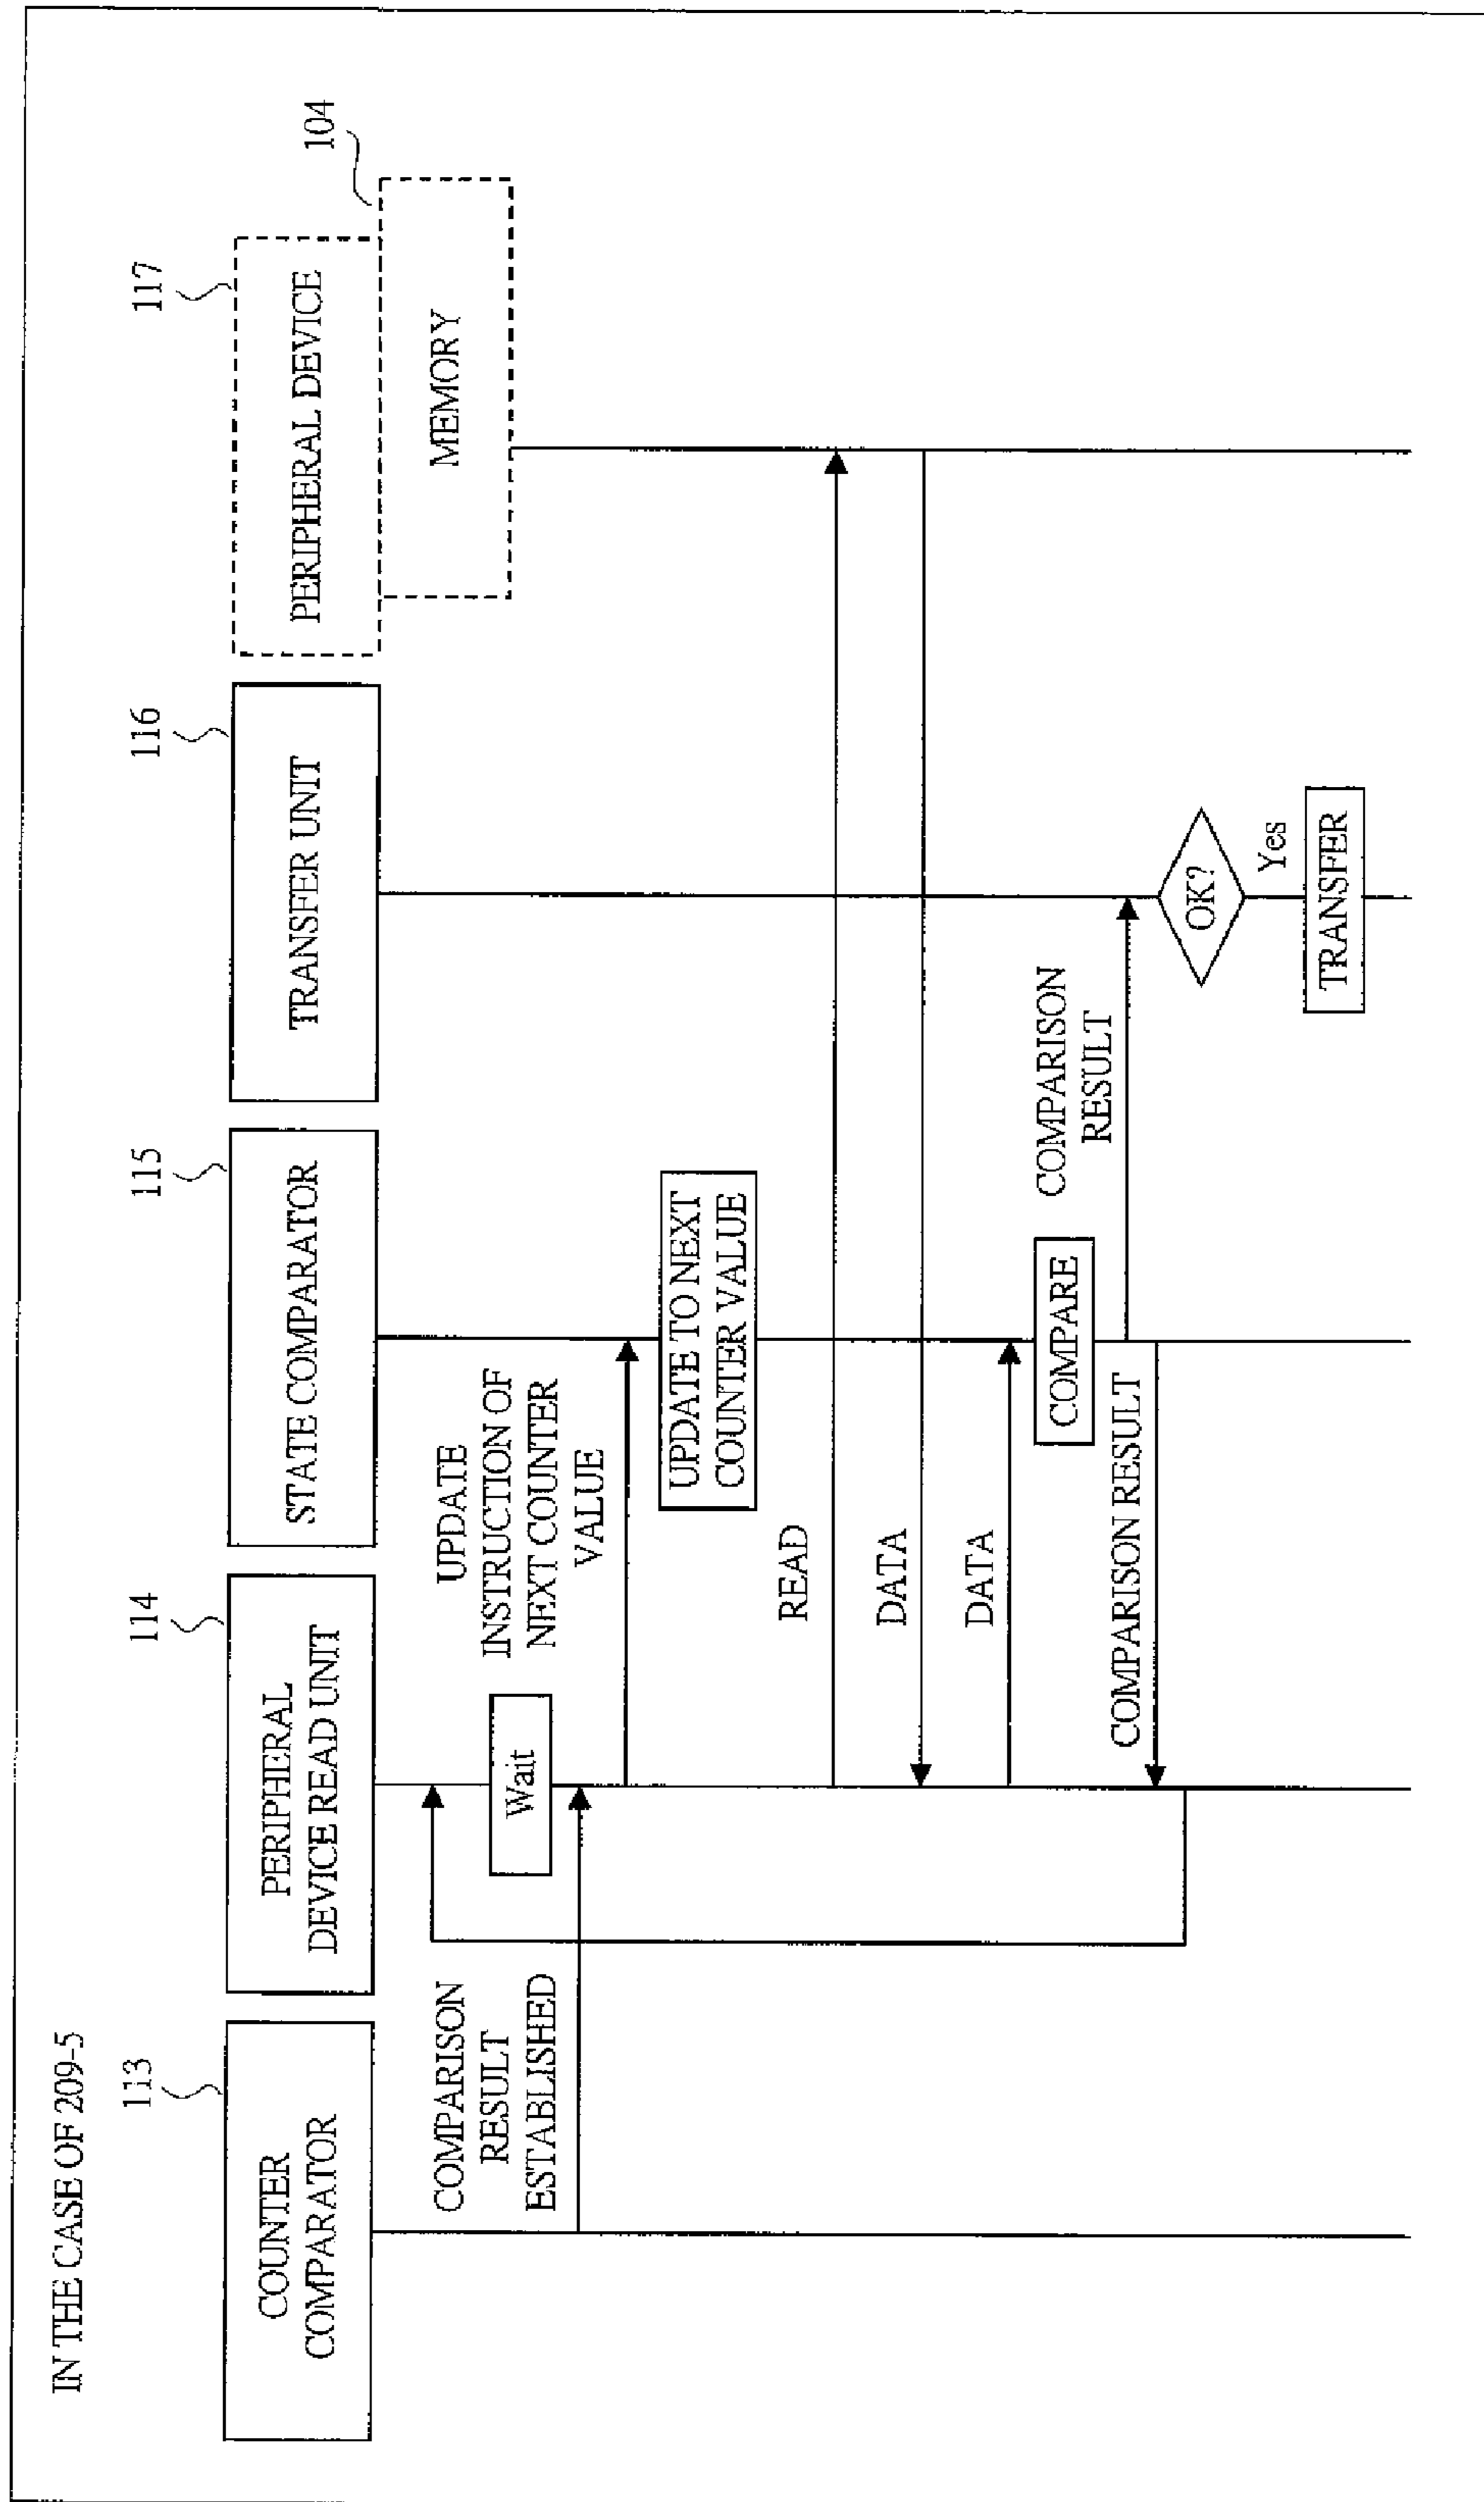 IN THE CASE OF 209-5
113
114
115
116
117
104
COUNTER
COMPARATOR
PERIPHERAL
DEVICE READ UNIT
STATE COMPARATOR
TRANSFER UNIT
PERIPHERAL DEVICE
MEMORY
COMPARISON
RESULT
ESTABLISHED
Wait
UPDATE
INSTRUCTION OF
NEXT COUNTER
VALUE
UPDATE TO NEXT
COUNTER VALUE
READ
DATA
DATA
COMPARE
COMPARISON
RESULT
COMPARISON RESULT
OK?
Yes
TRANSFER